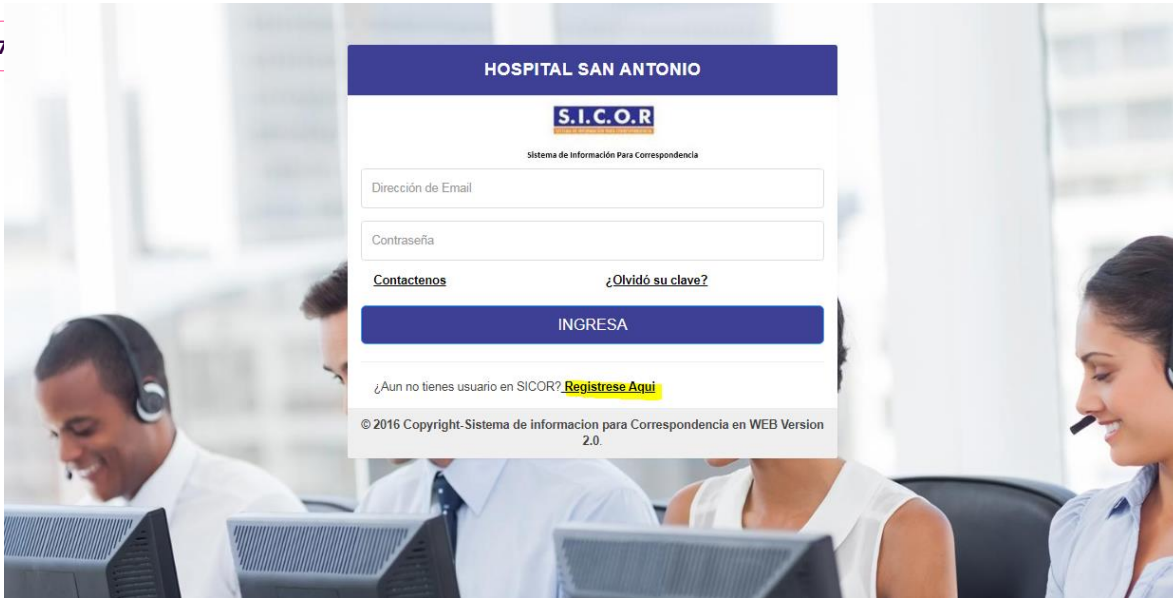 7
HOSPITAL SAN ANTONIO
S.I.C.O.R
Sistema de Información Para Correspondencia
Dirección de Email
Contraseña
Contactenos ¿Olvidó su clave?
INGRESA
¿Aun no tienes usuario en SICOR? Registrese Aqui
© 2016 Copyright-Sistema de informacion para Correspondencia en WEB Version
2.0.